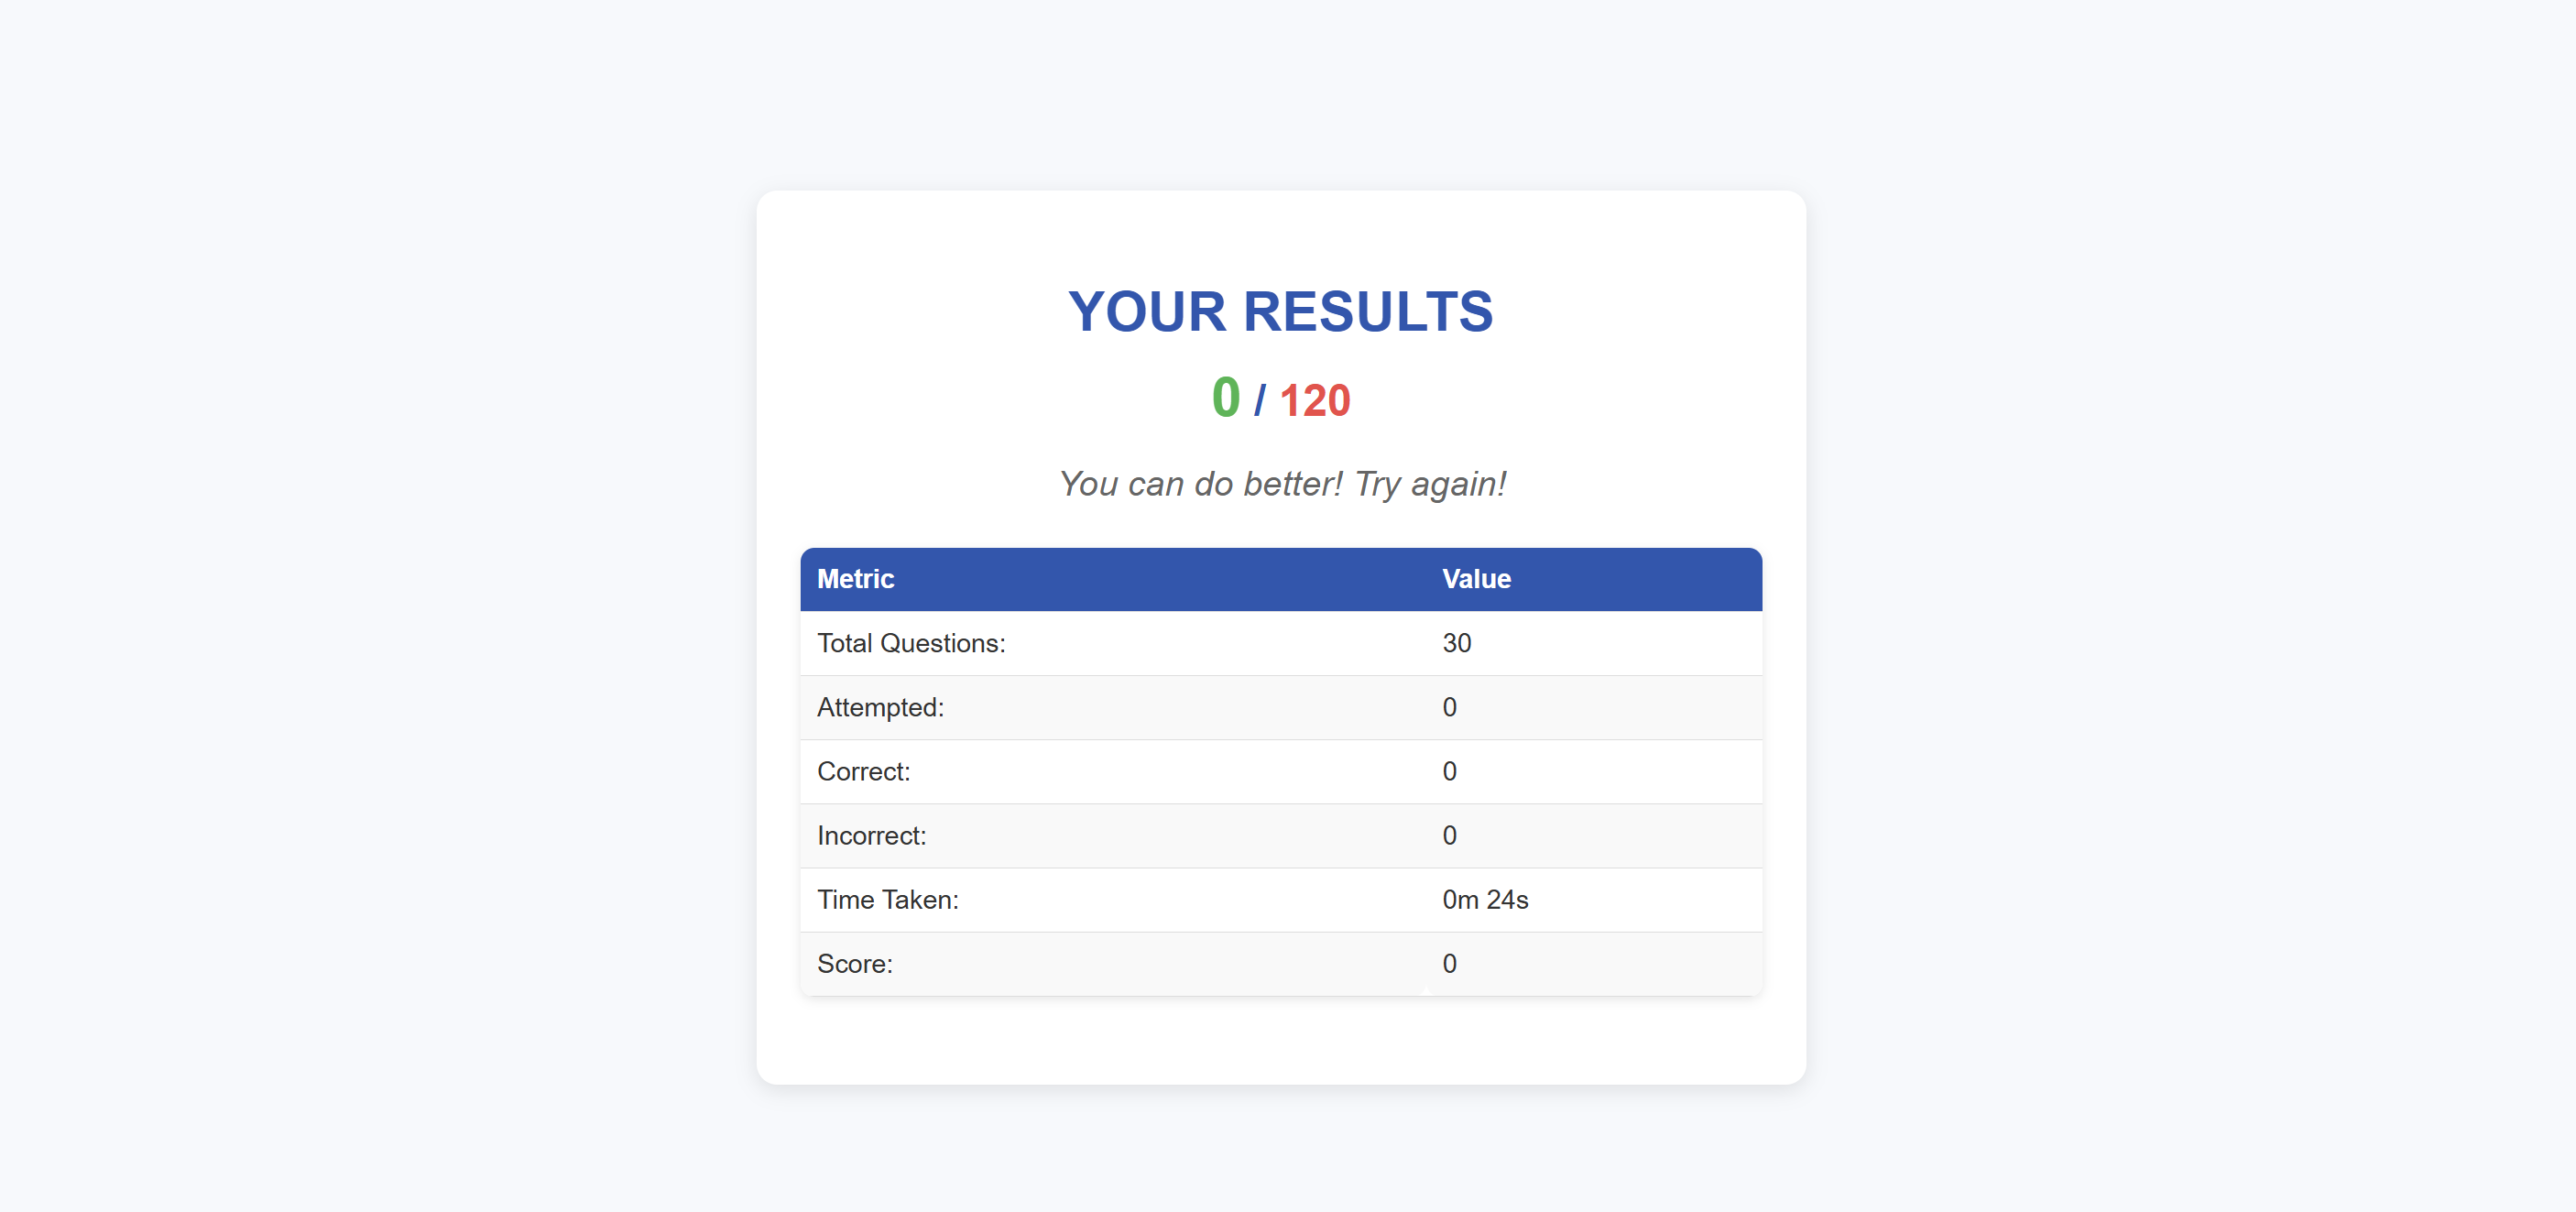 YOUR RESULTS
0 / 120
You can do better! Try again!
Metric Value
Total Questions: 30
Attempted: 0
Correct: 0
Incorrect: 0
Time Taken: 0m 24s
Score: 0